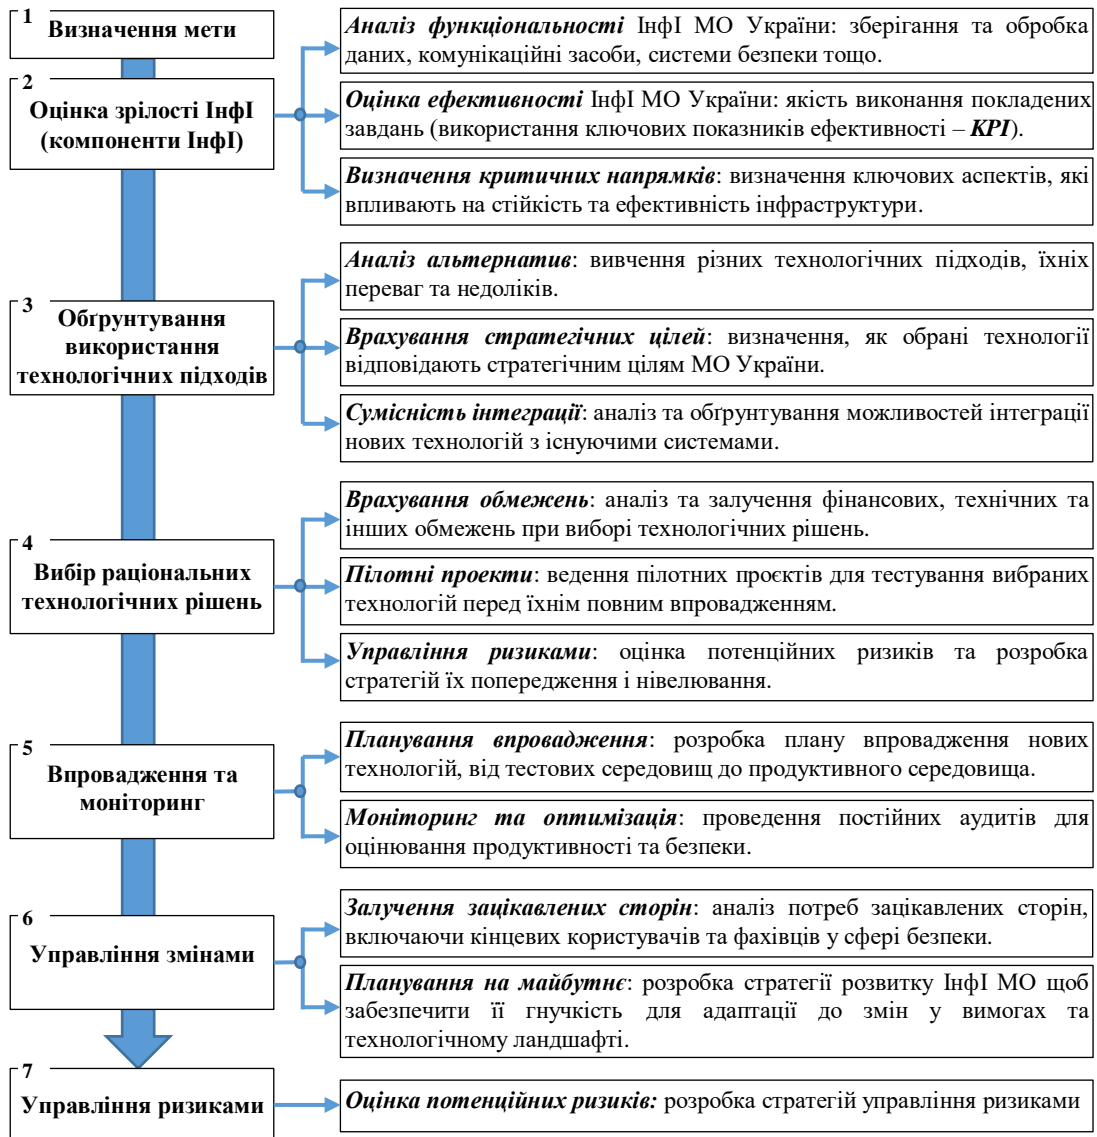 1
Визначення мети
2
Оцінка зрілості ІнфІ
(компоненти ІнфІ)
Аналіз функціональності ІнфІ МО України: зберігання та обробка
даних, комунікаційні засоби, системи безпеки тощо.
Оцінка ефективності ІнфІ МО України: якість виконання покладених
завдань (використання ключових показників ефективності – KPI).
Визначення критичних напрямків: визначення ключових аспектів, які
впливають на стійкість та ефективність інфраструктури.
3
Обґрунтування
використання
технологічних підходів
Аналіз альтернатив: вивчення різних технологічних підходів, їхніх
переваг та недоліків.
Врахування стратегічних цілей: визначення, як обрані технології
відповідають стратегічним цілям МО України.
Сумісність інтеграції: аналіз та обґрунтування можливостей інтеграції
нових технологій з існуючими системами.
4
Вибір раціональних
технологічних рішень
Врахування обмежень: аналіз та залучення фінансових, технічних та
інших обмежень при виборі технологічних рішень.
Пілотні проекти: ведення пілотних проєктів для тестування вибраних
технологій перед їхнім повним впровадженням.
Управління ризиками: оцінка потенційних ризиків та розробка
стратегій їх попередження і нівелювання.
5
Впровадження та
моніторинг
Планування впровадження: розробка плану впровадження нових
технологій, від тестових середовищ до продуктивного середовища.
Моніторинг та оптимізація: проведення постійних аудитів для
оцінювання продуктивності та безпеки.
6
Управління змінами
Залучення зацікавлених сторін: аналіз потреб зацікавлених сторін,
включаючи кінцевих користувачів та фахівців у сфері безпеки.
Планування на майбутнє: розробка стратегії розвитку ІнфІ МО щоб
забезпечити її гнучкість для адаптації до змін у вимогах та
технологічному ландшафті.
7
Управління ризиками
Оцінка потенційних ризиків: розробка стратегій управління ризиками